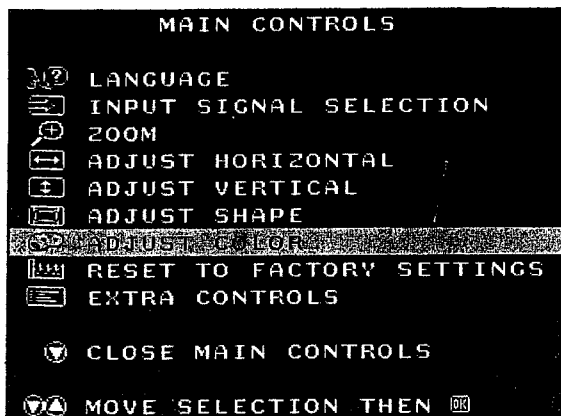 MAIN CONTROLS
LANGUAGE
INPUT SIGNAL SELECTION
ZOOM
ADJUST HORIZONTAL
ADJUST VERTICAL
ADJUST SHAPE
ADJUST COLOR
RESET TO FACTORY SETTINGS
EXTRA CONTROLS
CLOSE MAIN CONTROLS
MOVE SELECTION THEN OK